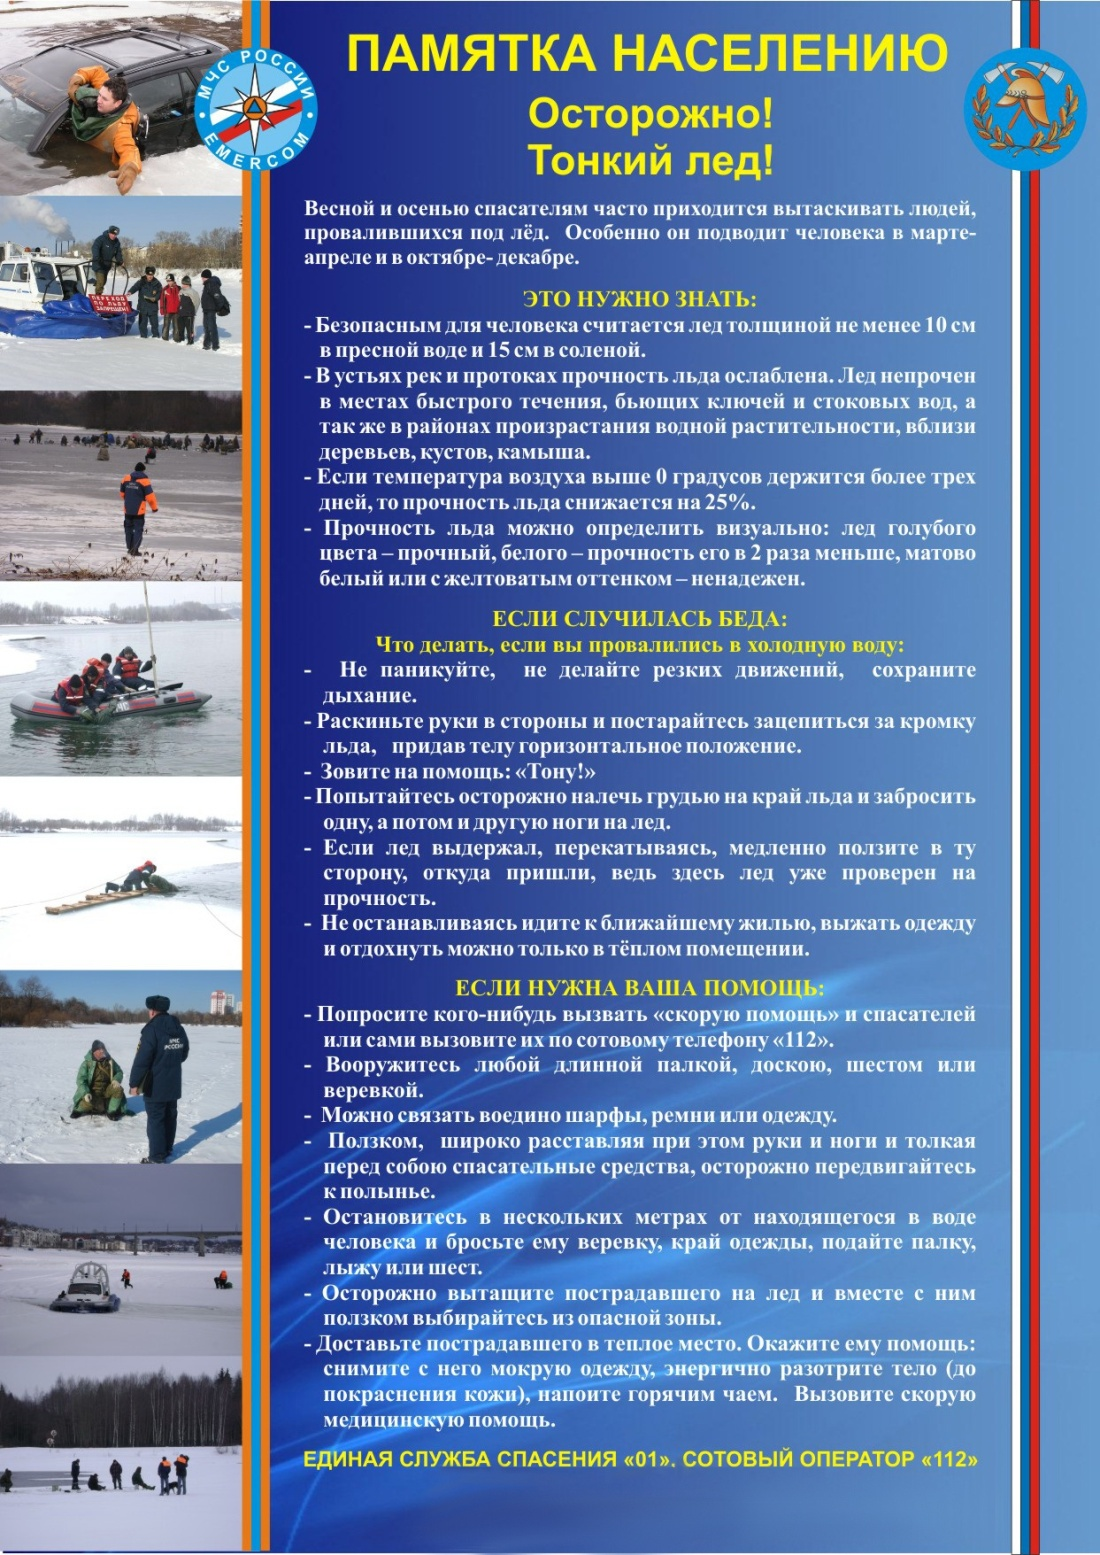 МЧС РОССИИ
EMERCOM
ПАМЯТКА НАСЕЛЕНИЮ
Осторожно!
Тонкий лед!
Весной и осенью спасателям часто приходится вытаскивать людей,
провалившихся под лёд. Особенно он подводит человека в марте-
апреле и в октябре- декабре.
ПЕРЕХОД
ПО ЛЬДУ
ЗАПРЕЩЕН!
ЭТО НУЖНО ЗНАТЬ:
- Безопасным для человека считается лед толщиной не менее 10 см
в пресной воде и 15 см в соленой.
- В устьях рек и протоках прочность льда ослаблена. Лед непрочен
в местах быстрого течения, бьющих ключей и стоковых вод, а
так же в районах произрастания водной растительности, вблизи
деревьев, кустов, камыша.
- Если температура воздуха выше 0 градусов держится более трех
дней, то прочность льда снижается на 25%.
- Прочность льда можно определить визуально: лед голубого
цвета – прочный, белого – прочность его в 2 раза меньше, матово
белый или с желтоватым оттенком – ненадежен.
ЕСЛИ СЛУЧИЛАСЬ БЕДА:
Что делать, если вы провалились в холодную воду:
- Не паникуйте, не делайте резких движений, сохраните
дыхание.
- Раскиньте руки в стороны и постарайтесь зацепиться за кромку
льда, придав телу горизонтальное положение.
- Зовите на помощь: «Тону!»
- Попытайтесь осторожно налечь грудью на край льда и забросить
одну, а потом и другую ноги на лед.
- Если лед выдержал, перекатываясь, медленно ползите в ту
сторону, откуда пришли, ведь здесь лед уже проверен на
прочность.
- Не останавливаясь идите к ближайшему жилью, выжать одежду
и отдохнуть можно только в тёплом помещении.
ЕСЛИ НУЖНА ВАША ПОМОЩЬ:
- Попросите кого-нибудь вызвать «скорую помощь» и спасателей
или сами вызовите их по сотовому телефону «112».
- Вооружитесь любой длинной палкой, доскою, шестом или
веревкой.
- Можно связать воедино шарфы, ремни или одежду.
- Ползком, широко расставляя при этом руки и ноги и толкая
перед собою спасательные средства, осторожно передвигайтесь
к полынье.
- Остановитесь в нескольких метрах от находящегося в воде
человека и бросьте ему веревку, край одежды, подайте палку,
лыжу или шест.
- Осторожно вытащите пострадавшего на лед и вместе с ним
ползком выбирайтесь из опасной зоны.
- Доставьте пострадавшего в теплое место. Окажите ему помощь:
снимите с него мокрую одежду, энергично разотрите тело (до
покраснения кожи), напоите горячим чаем. Вызовите скорую
медицинскую помощь.
МЧС
РОССИИ
ЕДИНАЯ СЛУЖБА СПАСЕНИЯ «01». СОТОВЫЙ ОПЕРАТОР «112»